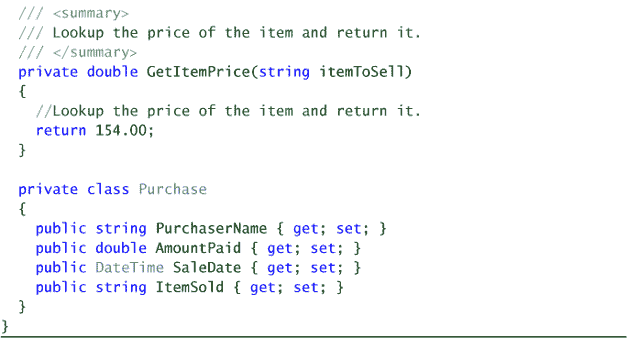 /// <summary>
/// Lookup the price of the item and return it.
/// </summary>
private double GetItemPrice(string itemToSell)
{
//Lookup the price of the item and return it.
return 154.00;
}
private class Purchase
{
public string PurchaserName { get; set; }
public double AmountPaid { get; set; }
public DateTime SaleDate { get; set; }
public string ItemSold { get; set; }
}
}